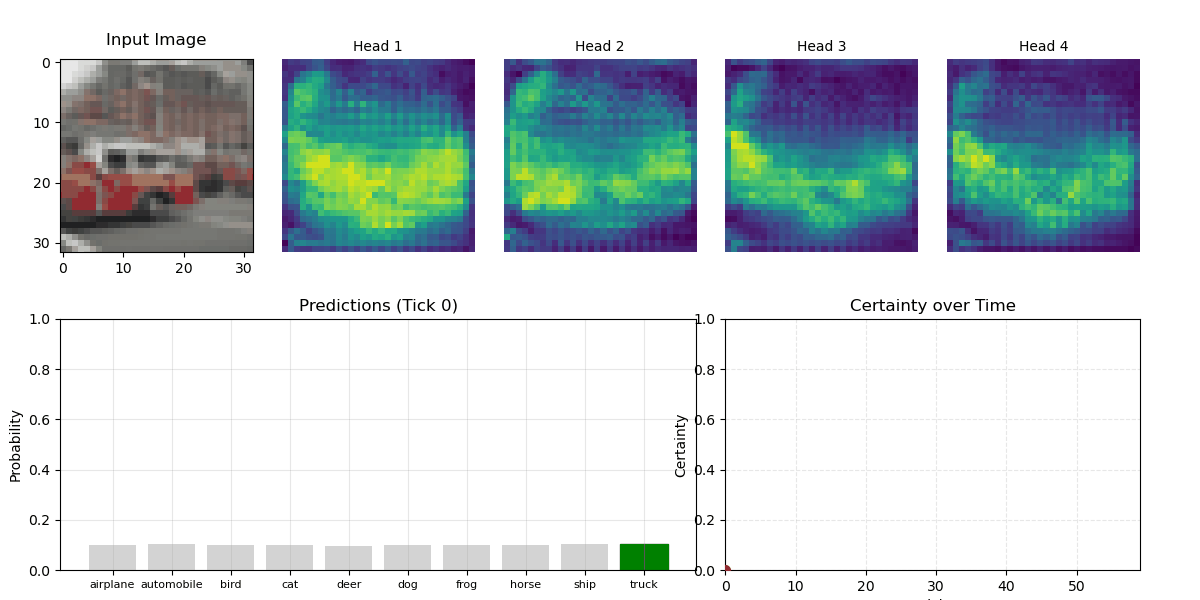 Input Image
Head 1
Head 2
Head 3
Head 4
0
10
20
30
0 10 20 30
Predictions (Tick 0)
Certainty over Time
Probability
1.0
0.8
0.6
0.4
0.2
0.0
airplane automobile bird cat deer dog frog horse ship truck
Certainty
1.0
0.8
0.6
0.4
0.2
0.0
0 10 20 30 40 50